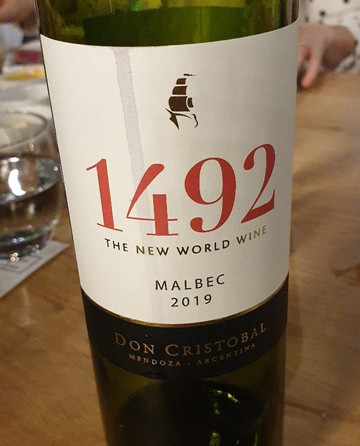 1492
THE NEW WORLD WINE
MALBEC
2019
DON CRISTOBAL
MENDOZA - ARGENTINA